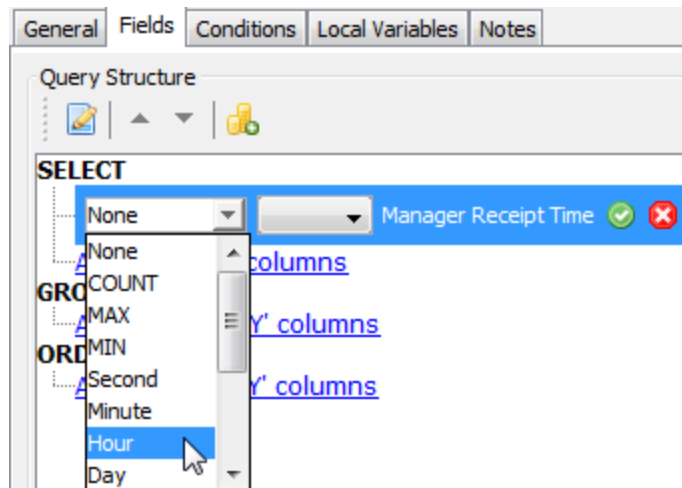 General Fields Conditions Local Variables Notes
Query Structure
SELECT
None Manager Receipt Time
None
columns
COUNT
GRO
MAX
Y' columns
MIN
ORD
Second
Y' columns
Minute
Hour
Day